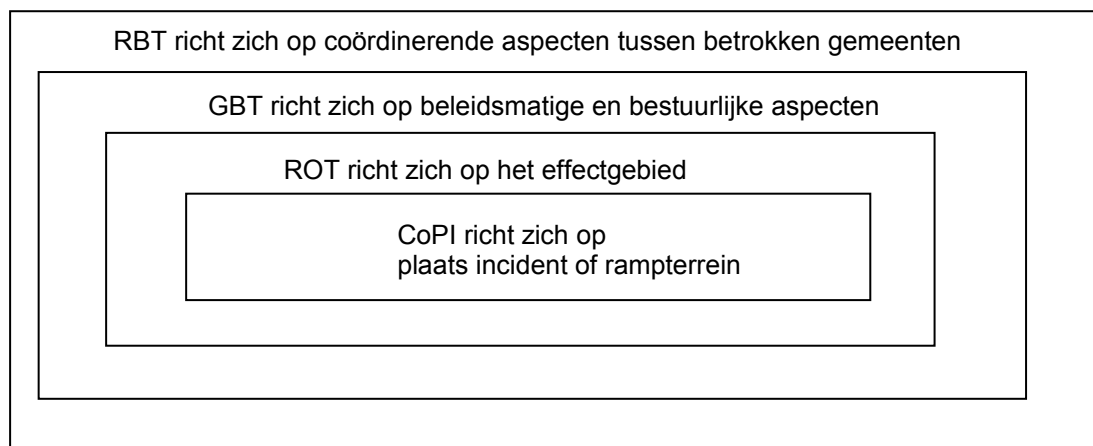 RBT richt zich op coördinerende aspecten tussen betrokken gemeenten
GBT richt zich op beleidsmatige en bestuurlijke aspecten
ROT richt zich op het effectgebied
CoPI richt zich op
plaats incident of rampterrein